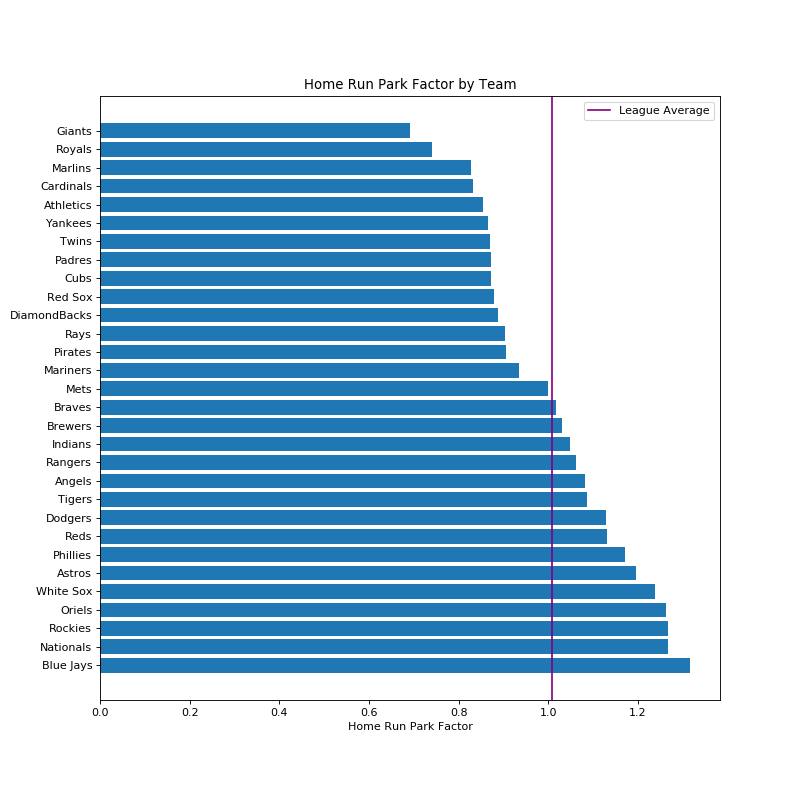 Home Run Park Factor by Team
League Average
Giants
Royals
Marlins
Cardinals
Athletics
Yankees
Twins
Padres
Cubs
Red Sox
DiamondBacks
Rays
Pirates
Mariners
Mets
Braves
Brewers
Indians
Rangers
Angels
Tigers
Dodgers
Reds
Phillies
Astros
White Sox
Oriels
Rockies
Nationals
Blue Jays
0.0 0.2 0.4 0.6 0.8 1.0 1.2
Home Run Park Factor